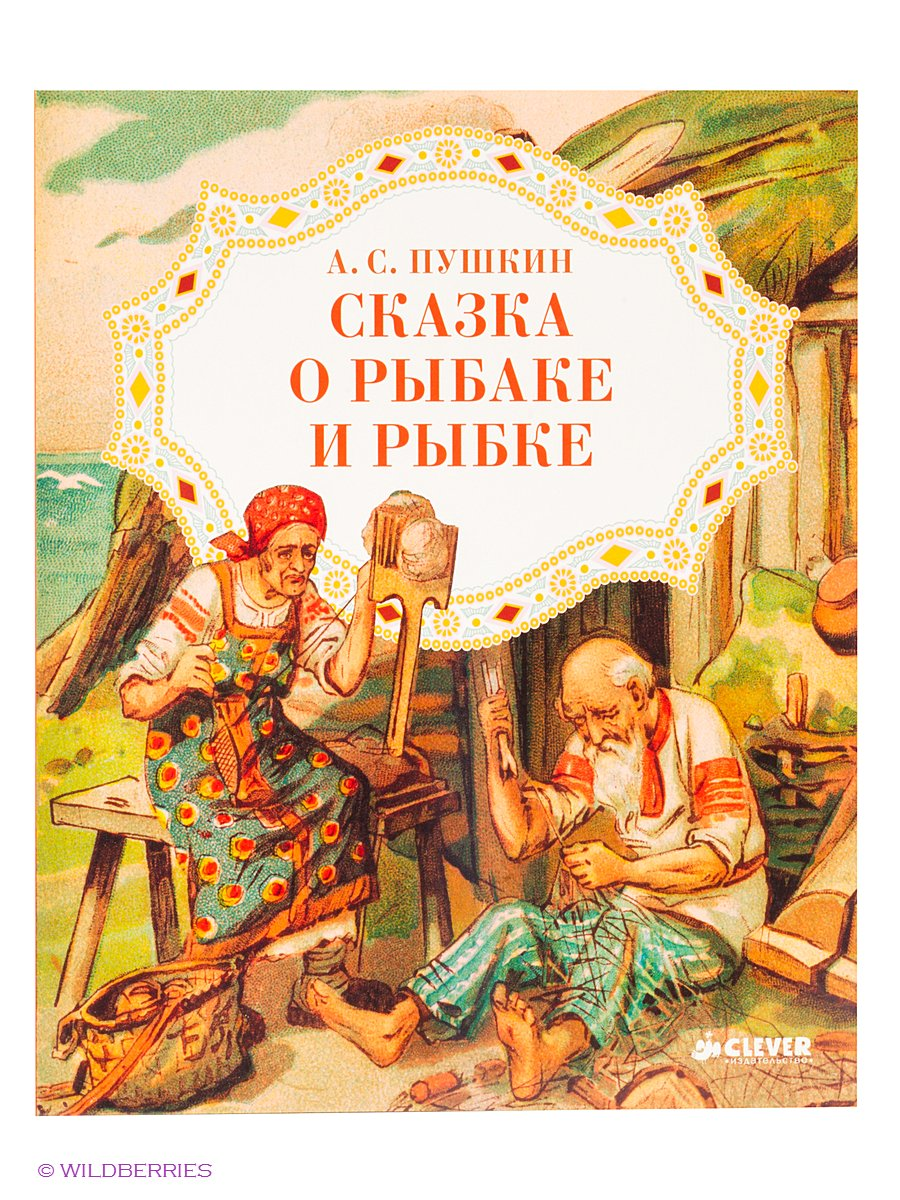 А. С. ПУШКИН
СКАЗКА
О РЫБАКЕ
И РЫБКЕ
CLEVER
•ИЗДАТЕЛЬСТВО•
© WILDBERRIES